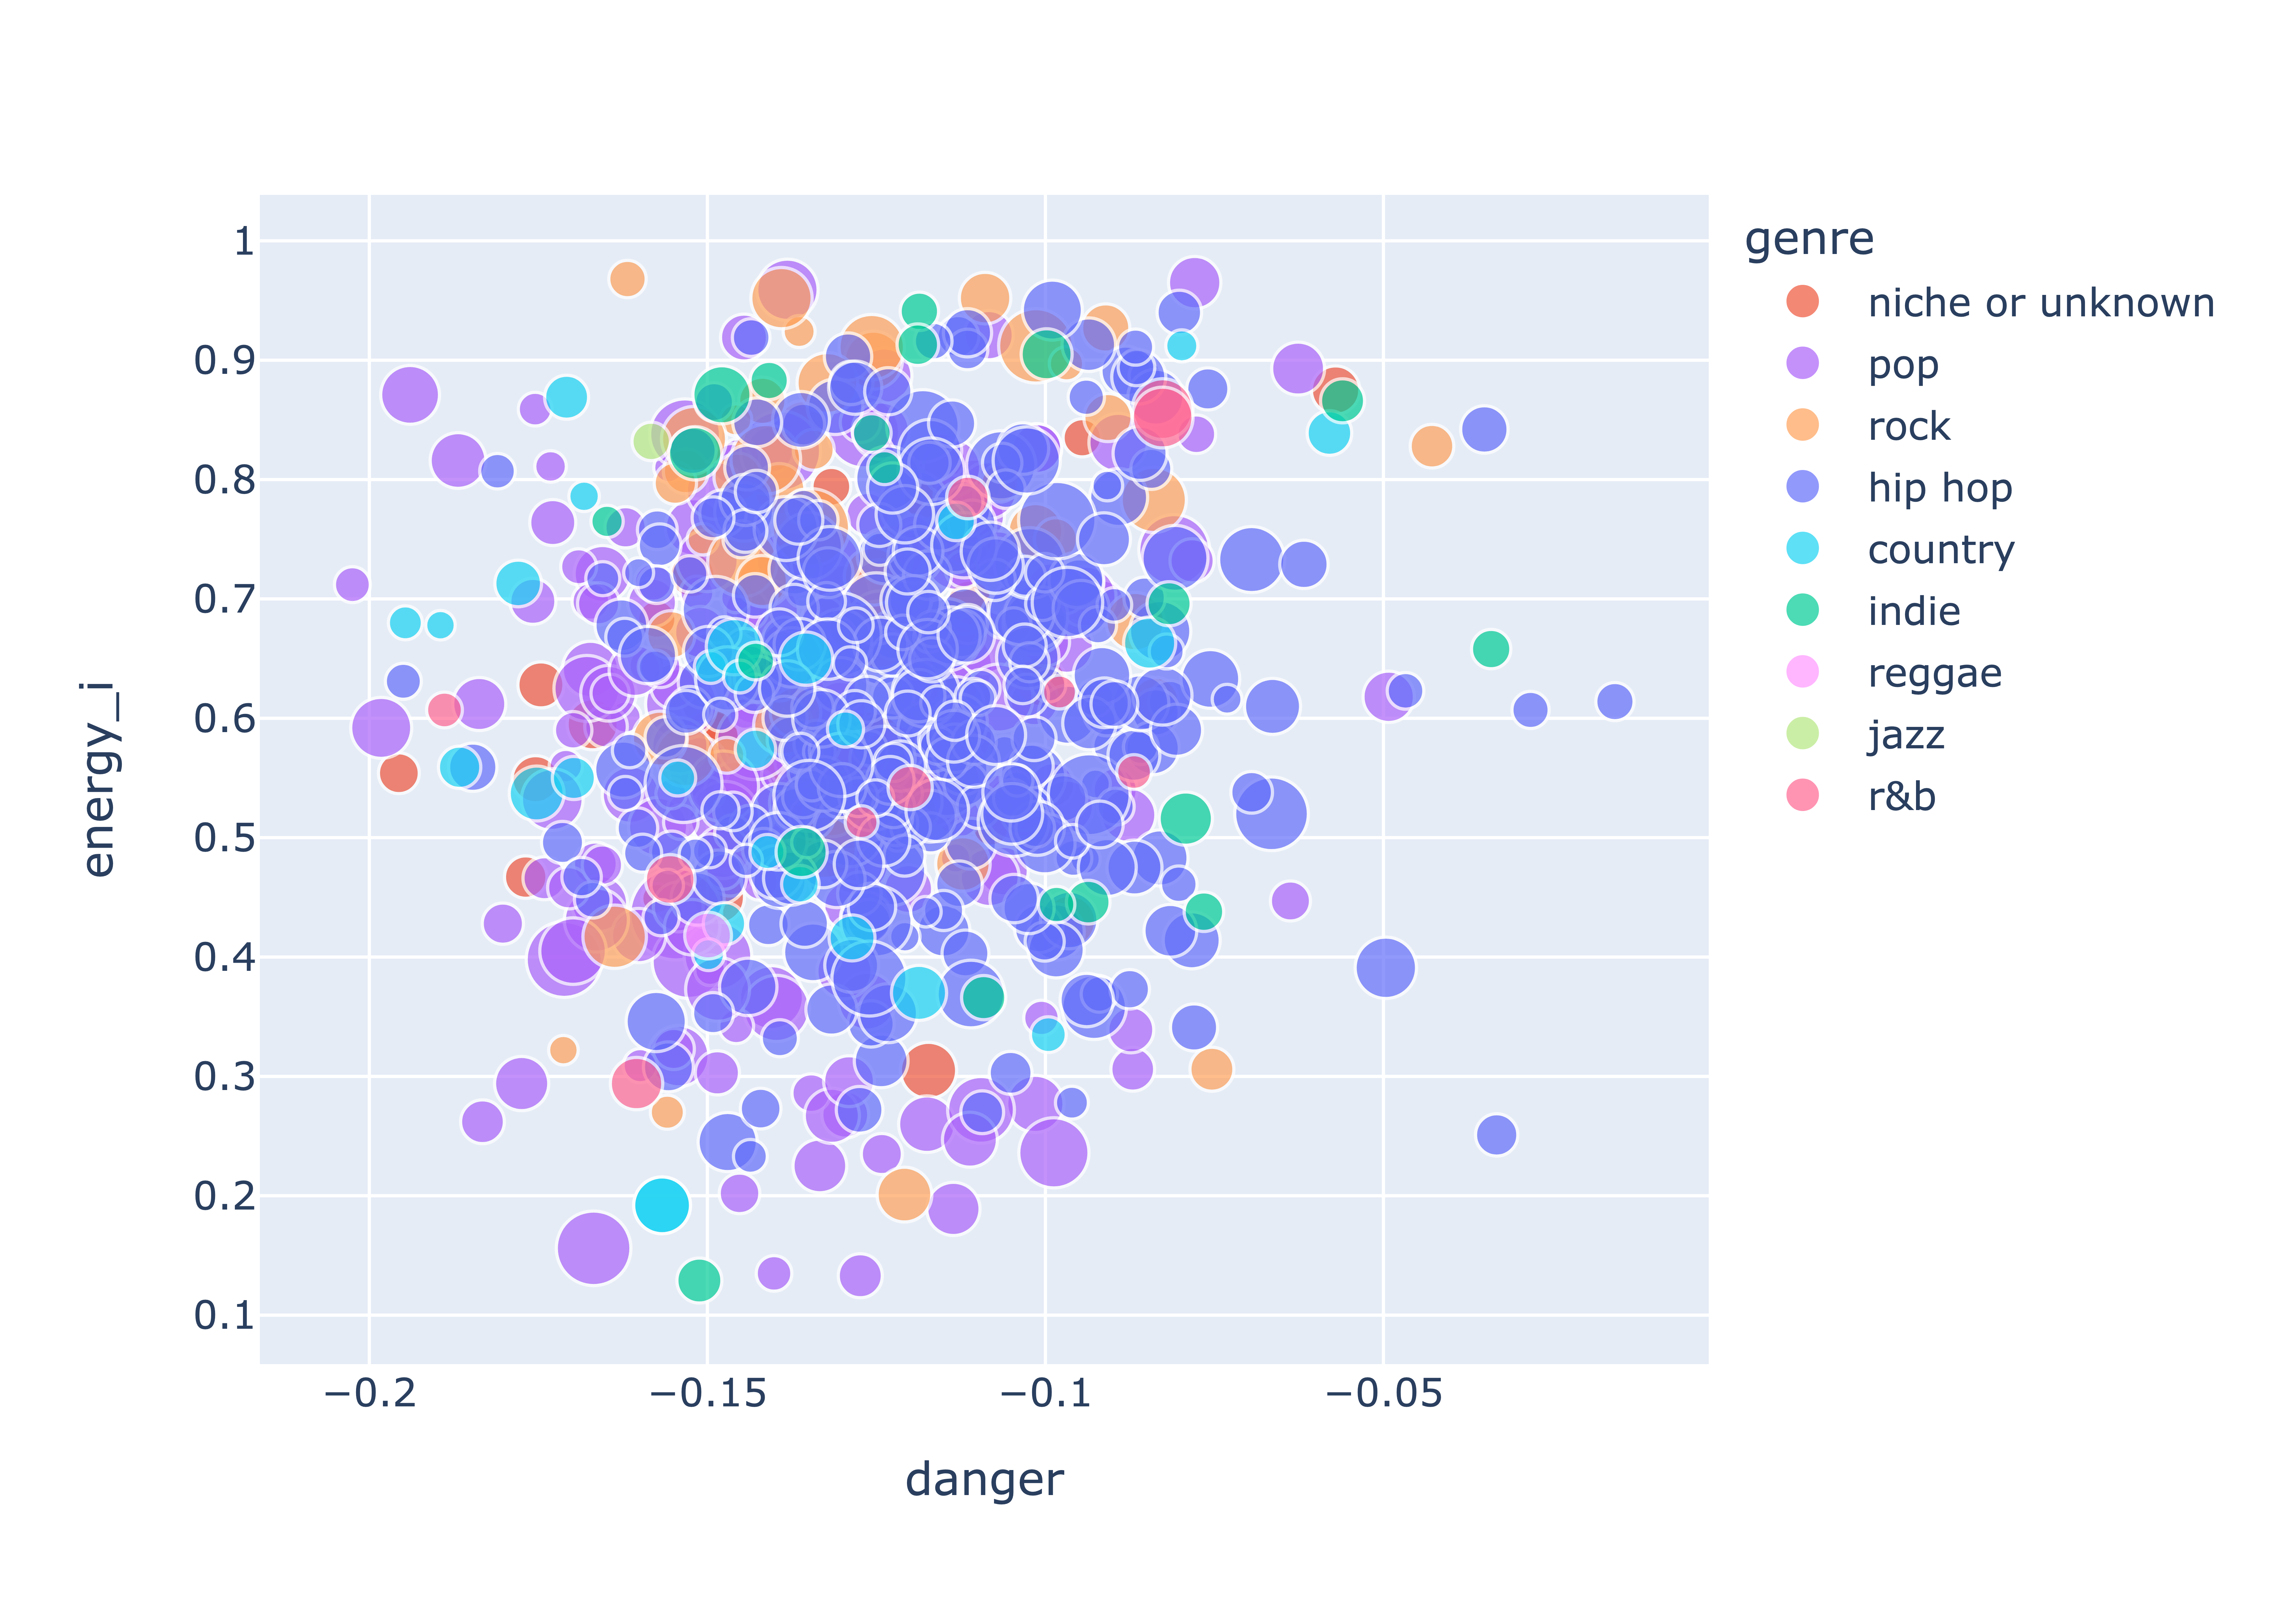 genre
niche or unknown
pop
rock
hip hop
country
indie
reggae
jazz
r&b
energy_i
1
0.9
0.8
0.7
0.6
0.5
0.4
0.3
0.2
0.1
−0.2 −0.15 −0.1 −0.05
danger